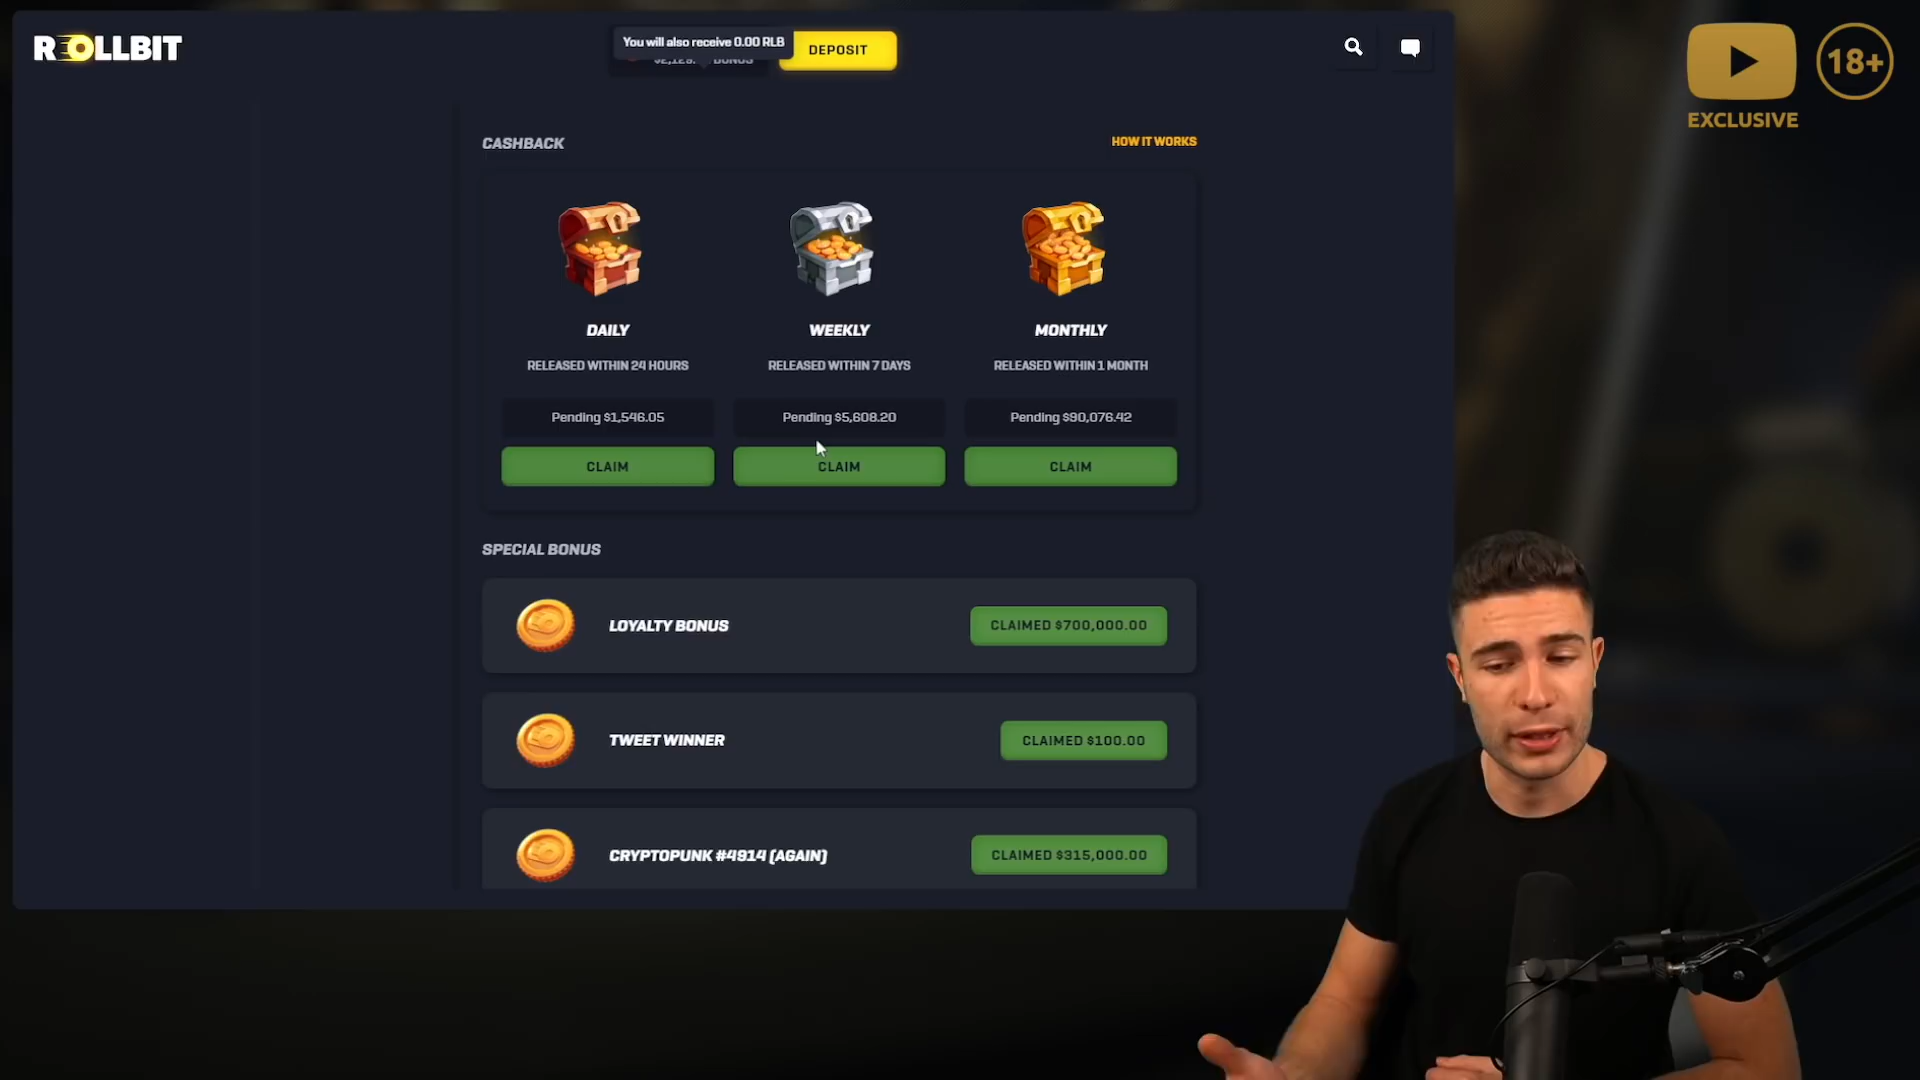 ROLLBIT
You will also receive 0.00 RLB
DEPOSIT
18+
EXCLUSIVE
CASHBACK
HOW IT WORKS
DAILY
WEEKLY
MONTHLY
RELEASED WITHIN 24 HOURS
RELEASED WITHIN 7 DAYS
RELEASED WITHIN 1 MONTH
Pending $1,546.05
Pending $5,608.20
Pending $90,076.42
CLAIM
CLAIM
CLAIM
SPECIAL BONUS
LOYALTY BONUS
CLAIMED $700,000.00
TWEET WINNER
CLAIMED $100.00
CRYPTOPUNK #4914 (AGAIN)
CLAIMED $315,000.00